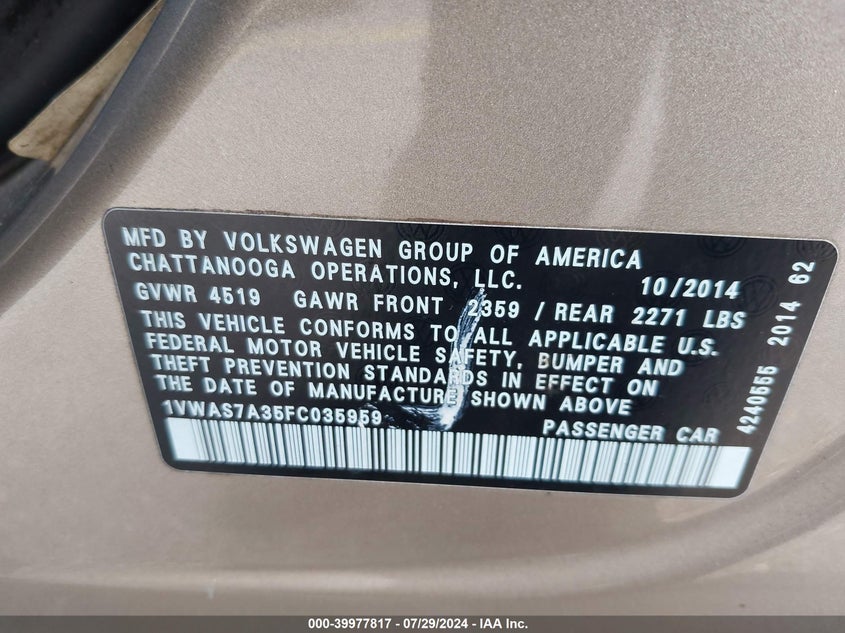 MFD BY VOLKSWAGEN GROUP OF AMERICA
CHATTANOOGA OPERATIONS, LLC. 10/2014
GVWR 4519 GAWR FRONT 2359 / REAR 2271 LBS
THIS VEHICLE CONFORMS TO ALL APPLICABLE U.S.
FEDERAL MOTOR VEHICLE SAFETY, BUMPER AND
THEFT PREVENTION STANDARDS IN EFFECT ON
THE DATE OF MANUFACTURE SHOWN ABOVE
1VWAS7A35FC035959 PASSENGER CAR
4240555 2014 62
000-39977817 - 07/29/2024 - IAA Inc.